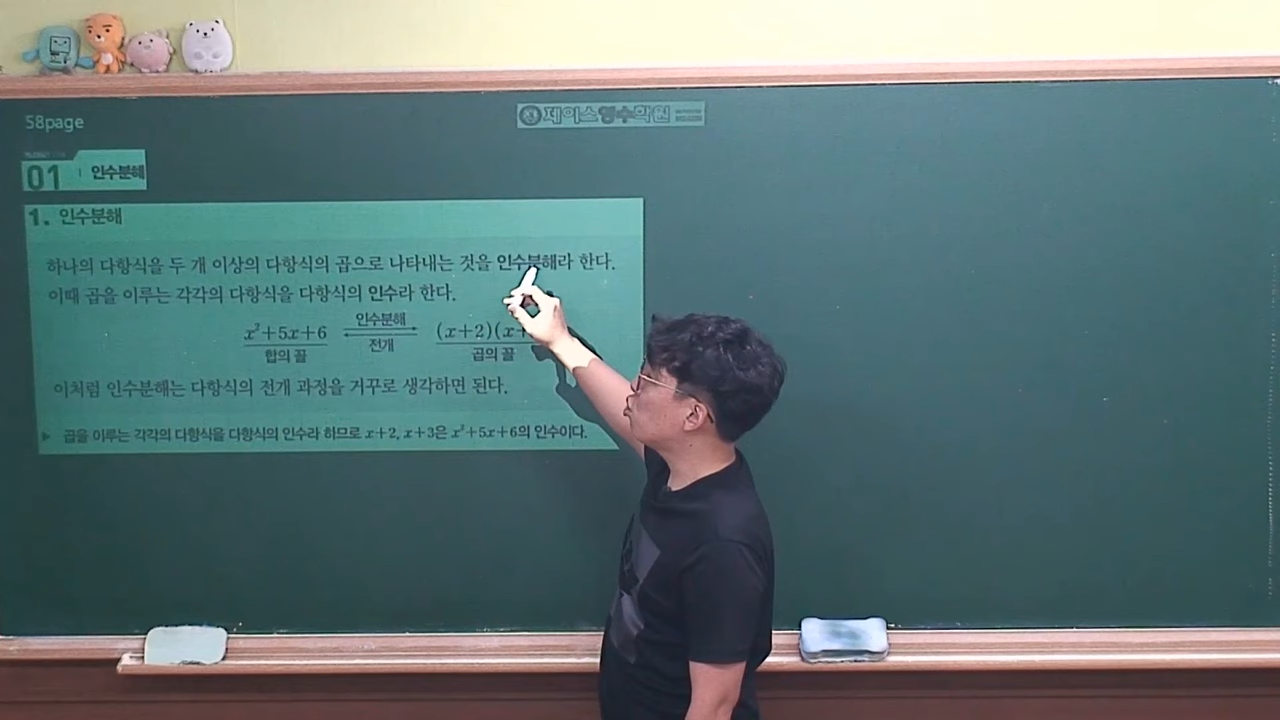 58page
제이스영수학원
01 인수분해
1. 인수분해
하나의 다항식을 두 개 이상의 다항식의 곱으로 나타내는 것을 인수분해라 한다.
이때 곱을 이루는 각각의 다항식을 다항식의 인수라 한다.
인수분해
x²+5x+6 (x+2)(x+
전개
합의 꼴 곱의 꼴
이처럼 인수분해는 다항식의 전개 과정을 거꾸로 생각하면 된다.
▶ 곱을 이루는 각각의 다항식을 다항식의 인수라 하므로 x+2, x+3은 x²+5x+6의 인수이다.